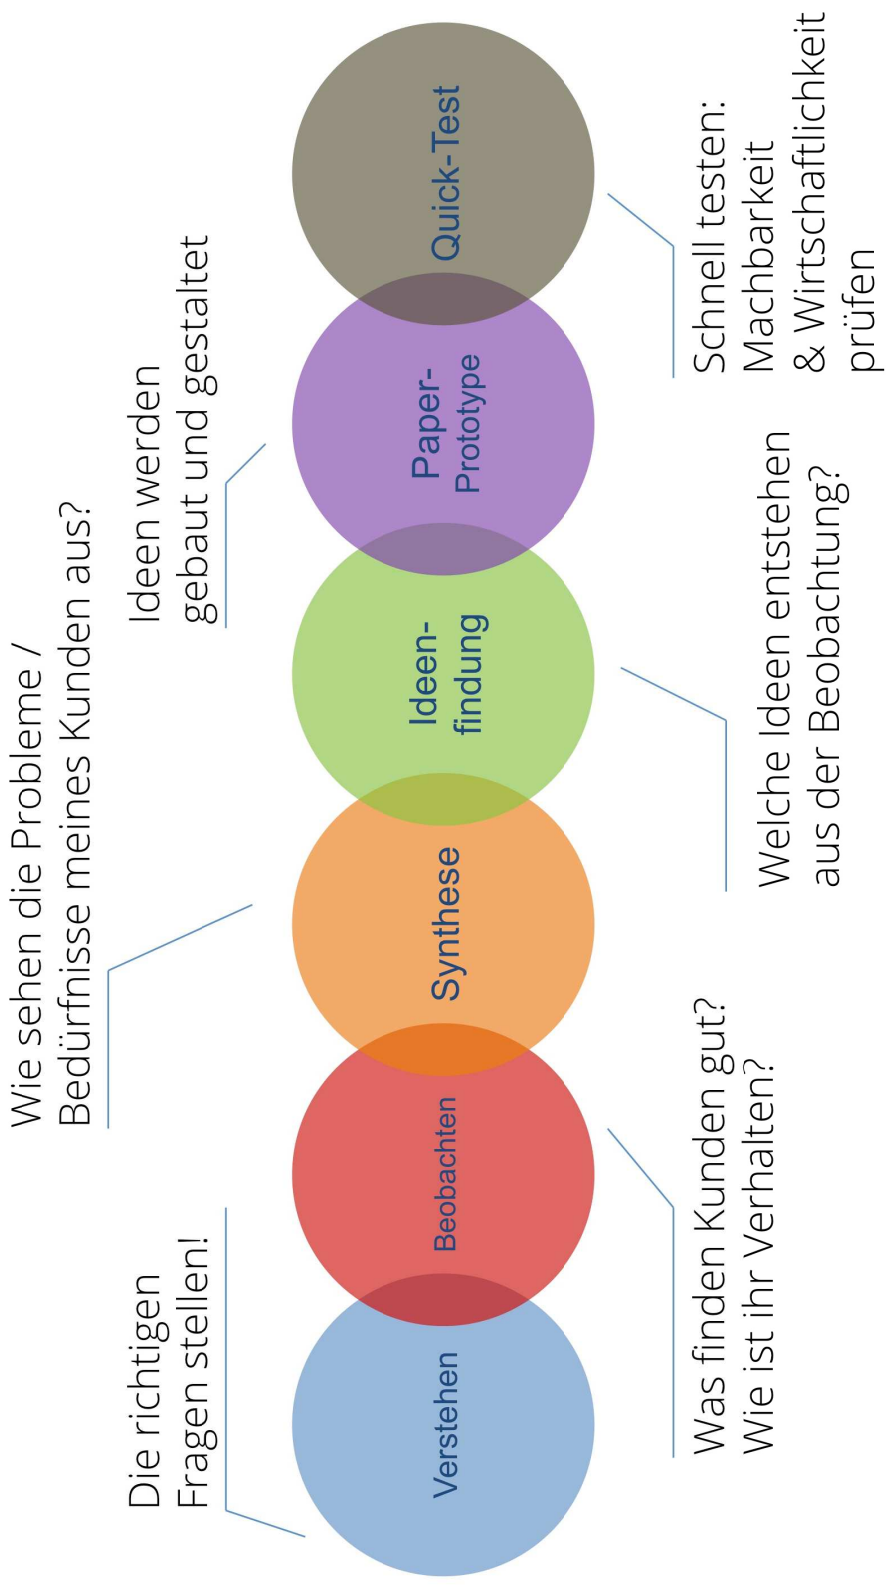 Die richtigen
Fragen stellen!
Wie sehen die Probleme /
Bedürfnisse meines Kunden aus?
Ideen werden
gebaut und gestaltet
Verstehen
Beobachten
Synthese
Ideen-
findung
Paper-
Prototype
Quick-Test
Was finden Kunden gut?
Wie ist ihr Verhalten?
Welche Ideen entstehen
aus der Beobachtung?
Schnell testen:
Machbarkeit
& Wirtschaftlichkeit
prüfen